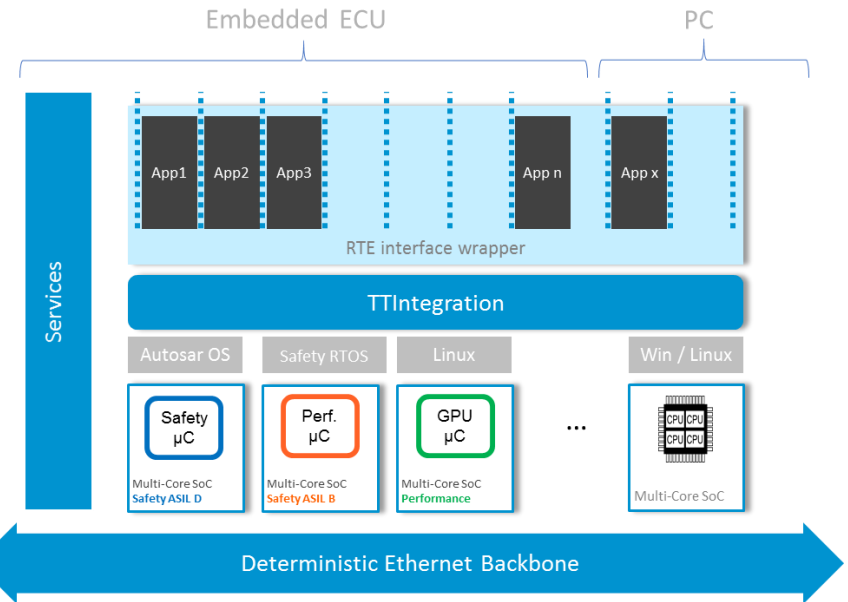 Embedded ECU
PC
Services
App1
App2
App3
App n
App x
RTE interface wrapper
TTIntegration
Autosar OS
Safety RTOS
Linux
Win / Linux
Safety
µC
Perf.
µC
GPU
µC
...
CPU CPU
CPU CPU
Multi-Core SoC
Safety ASIL D
Multi-Core SoC
Safety ASIL B
Multi-Core SoC
Performance
Multi-Core SoC
Deterministic Ethernet Backbone